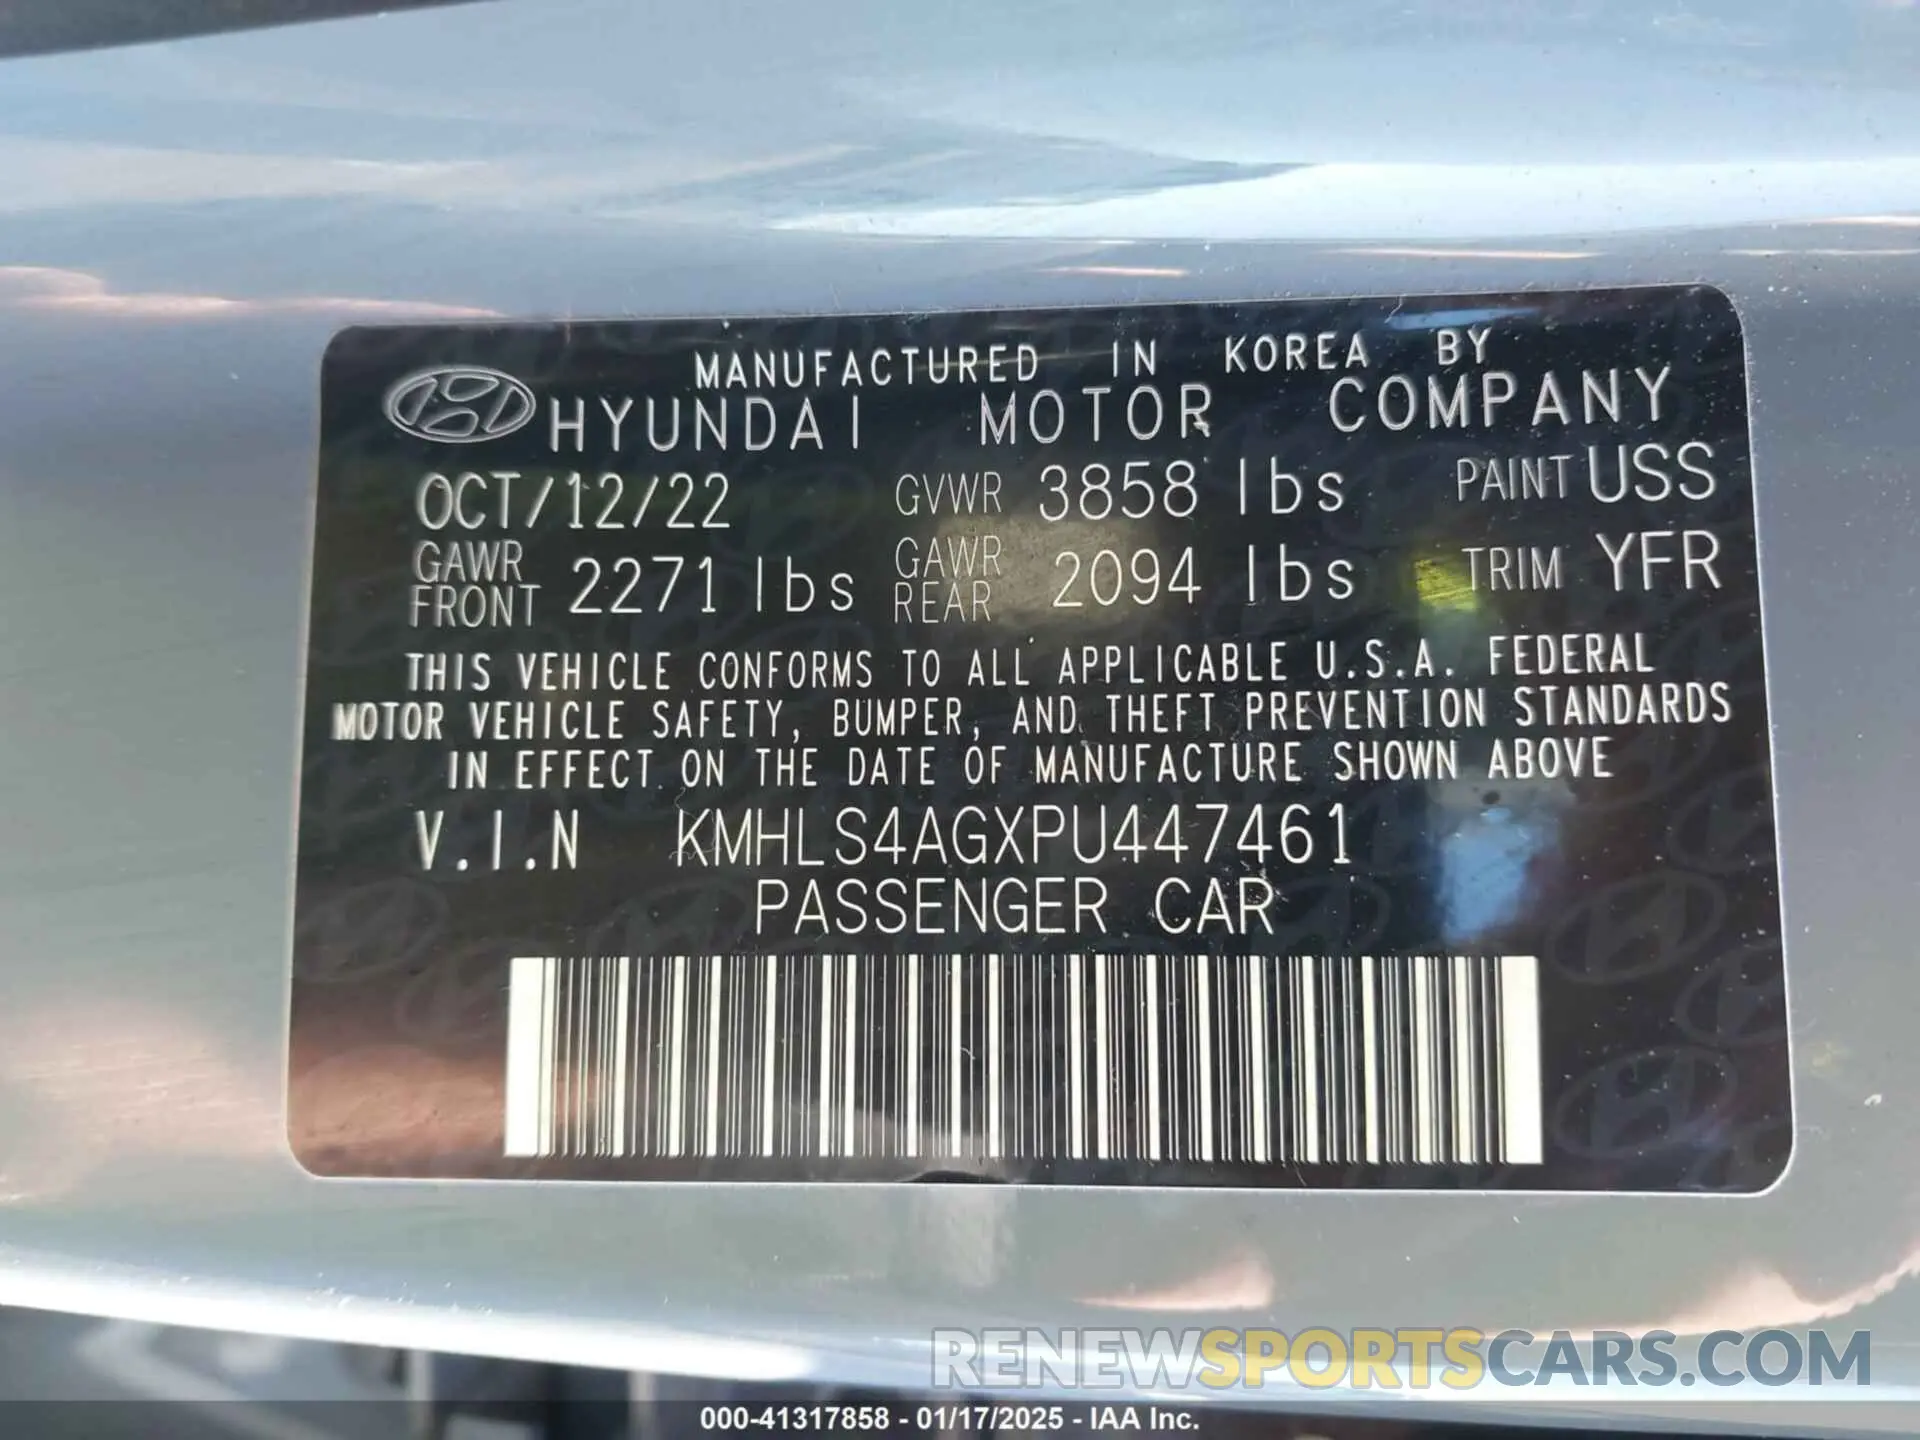 MANUFACTURED IN KOREA BY
HYUNDAI MOTOR COMPANY
OCT/12/22 GVWR 3858 lbs PAINT USS
GAWR FRONT 2271 lbs GAWR REAR 2094 lbs TRIM YFR
THIS VEHICLE CONFORMS TO ALL APPLICABLE U.S.A. FEDERAL
MOTOR VEHICLE SAFETY, BUMPER, AND THEFT PREVENTION STANDARDS
IN EFFECT ON THE DATE OF MANUFACTURE SHOWN ABOVE
V.I.N KMHLS4AGXPU447461
PASSENGER CAR
RENEWSPORTSCARS.COM
000-41317858 - 01/17/2025 - IAA Inc.